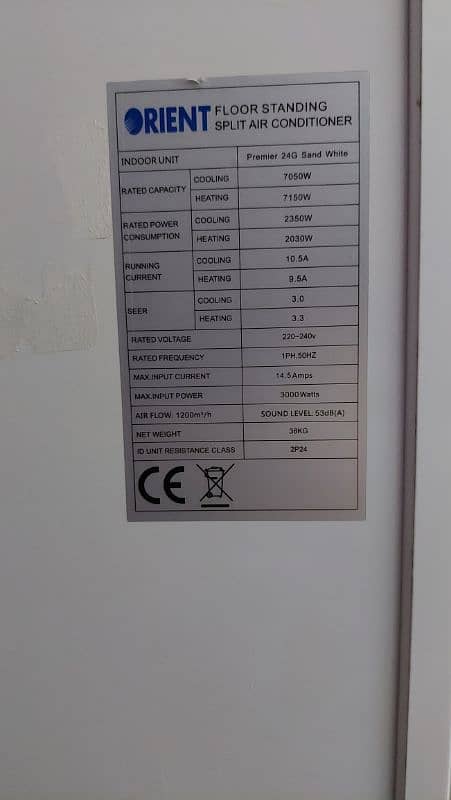 ORIENT FLOOR STANDING
SPLIT AIR CONDITIONER
INDOOR UNIT Premier 24G Sand White
RATED CAPACITY COOLING 7050W
HEATING 7150W
RATED POWER CONSUMPTION COOLING 2350W
HEATING 2030W
RUNNING CURRENT COOLING 10.5A
HEATING 9.5A
SEER COOLING 3.0
HEATING 3.3
RATED VOLTAGE 220-240v
RATED FREQUENCY 1PH.50HZ
MAX.INPUT CURRENT 14.5Amps
MAX.INPUT POWER 3000Watts
AIR FLOW: 1200m³/h SOUND LEVEL: 53dB(A)
NET WEIGHT 38KG
ID UNIT RESISTANCE CLASS 2P24
CE